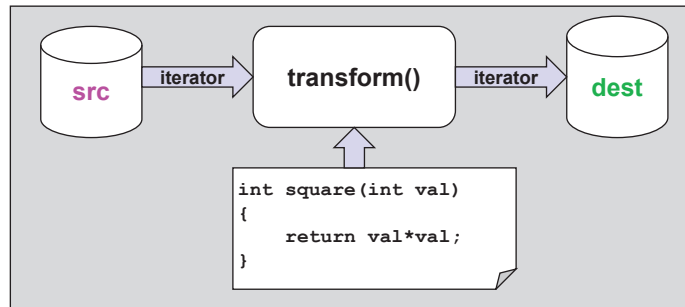 src
iterator
transform()
iterator
dest
int square(int val)
{
    return val*val;
}